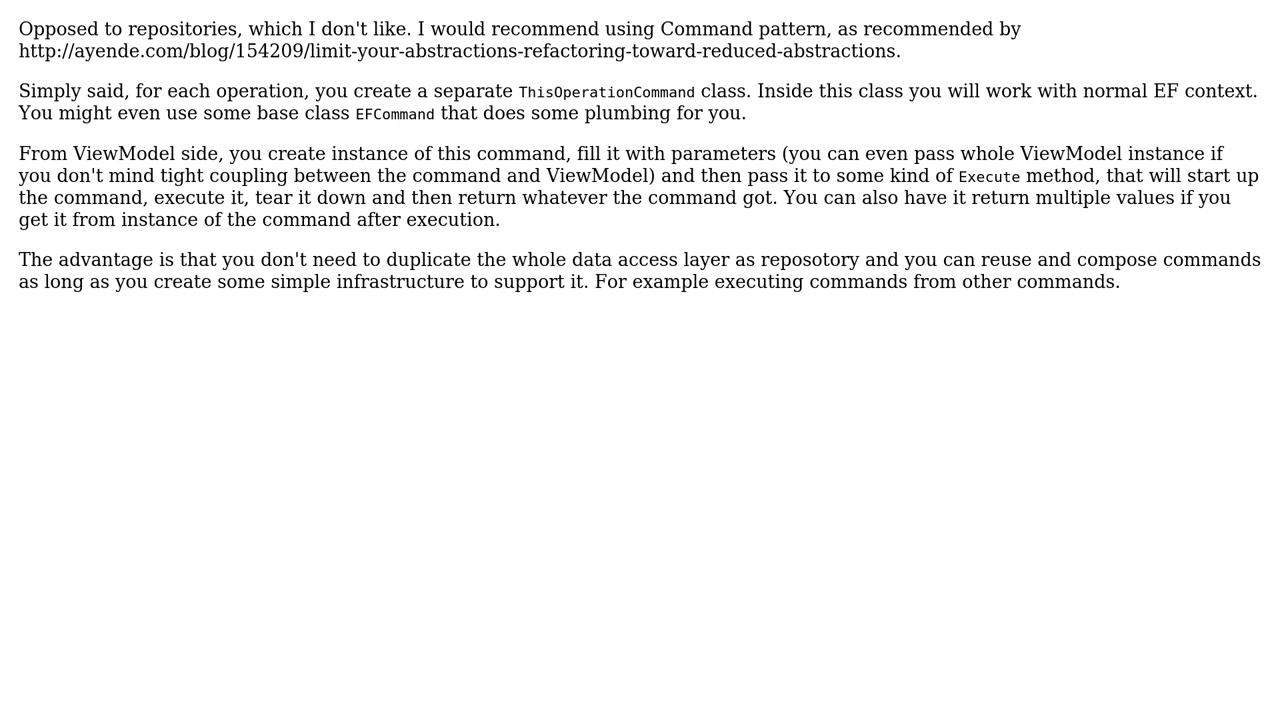 Opposed to repositories, which I don't like. I would recommend using Command pattern, as recommended by
http://ayende.com/blog/154209/limit-your-abstractions-refactoring-toward-reduced-abstractions.
Simply said, for each operation, you create a separate ThisOperationCommand class. Inside this class you will work with normal EF context.
You might even use some base class EFCommand that does some plumbing for you.
From ViewModel side, you create instance of this command, fill it with parameters (you can even pass whole ViewModel instance if
you don't mind tight coupling between the command and ViewModel) and then pass it to some kind of Execute method, that will start up
the command, execute it, tear it down and then return whatever the command got. You can also have it return multiple values if you
get it from instance of the command after execution.
The advantage is that you don't need to duplicate the whole data access layer as reposotory and you can reuse and compose commands
as long as you create some simple infrastructure to support it. For example executing commands from other commands.